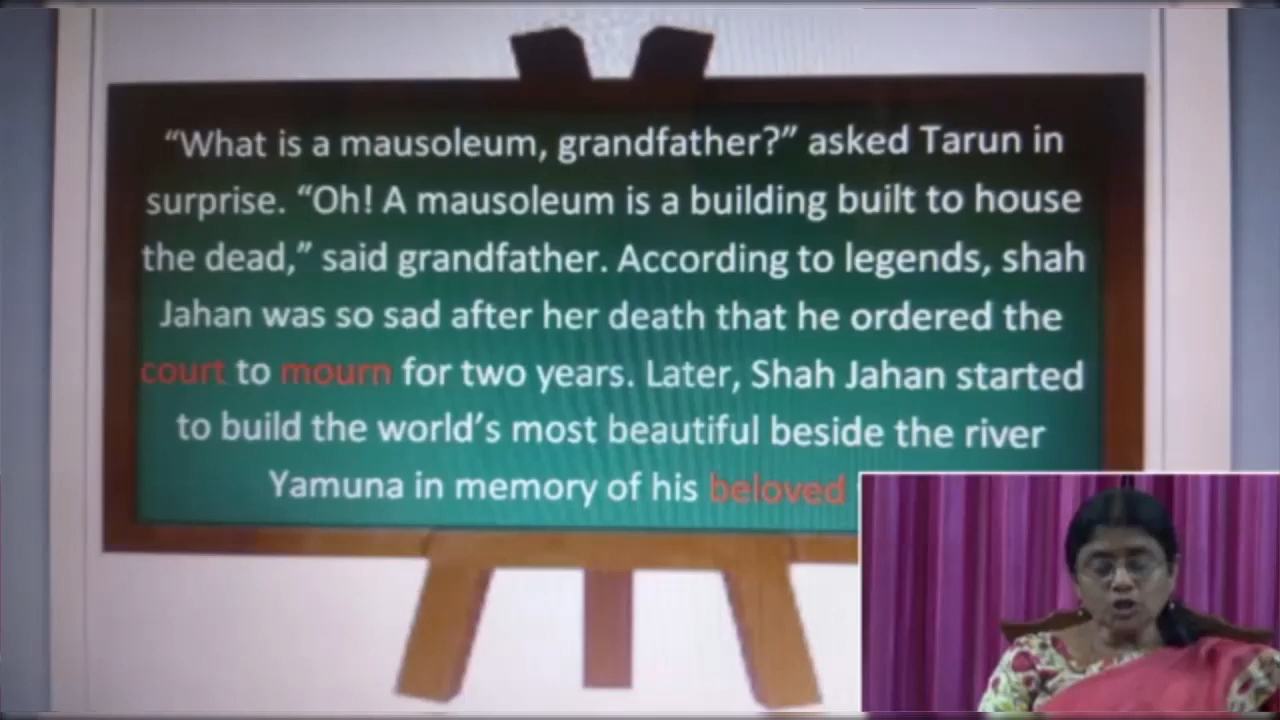 “What is a mausoleum, grandfather?” asked Tarun in
surprise. “Oh! A mausoleum is a building built to house
the dead,” said grandfather. According to legends, shah
Jahan was so sad after her death that he ordered the
court to mourn for two years. Later, Shah Jahan started
to build the world’s most beautiful beside the river
Yamuna in memory of his beloved